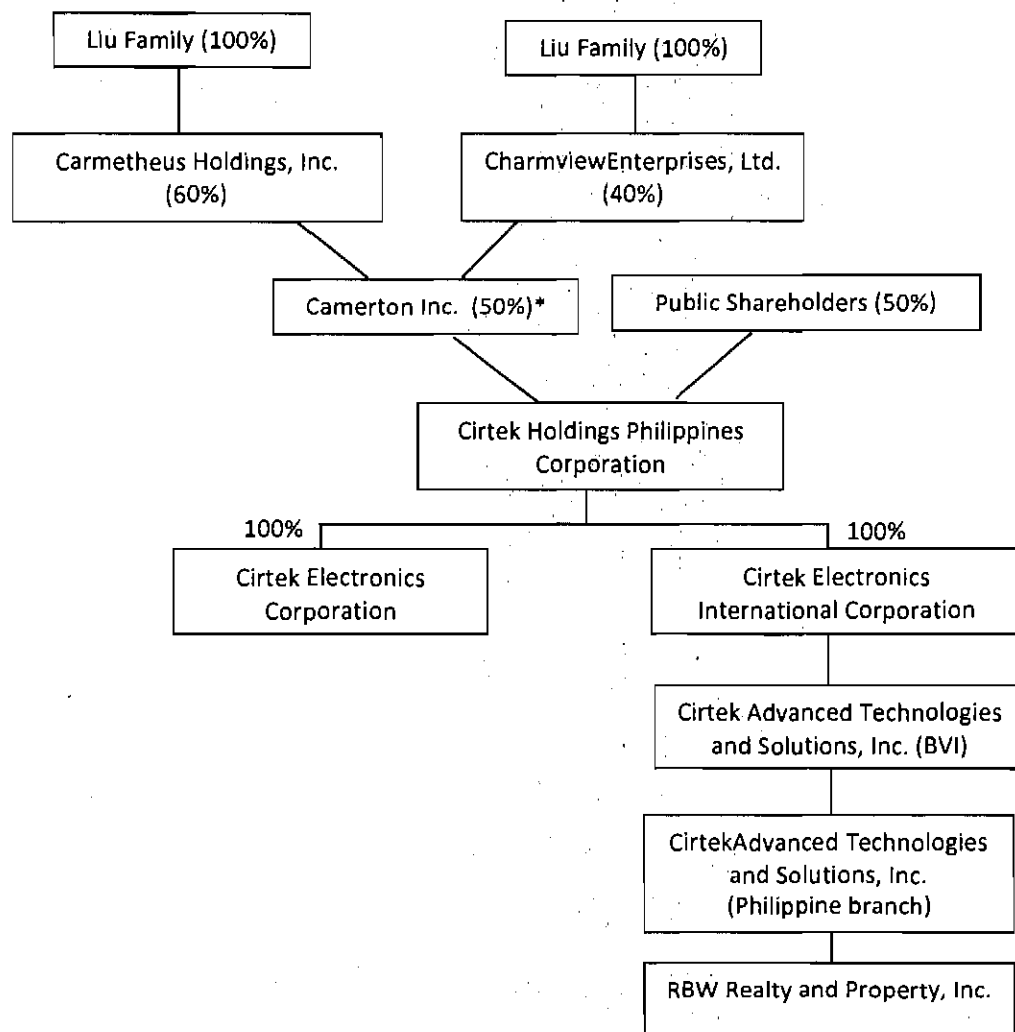 Liu Family (100%)
Liu Family (100%)
Carmetheus Holdings, Inc.
(60%)
CharmviewEnterprises, Ltd.
(40%)
Camerton Inc. (50%)*
Public Shareholders (50%)
Cirtek Holdings Philippines
Corporation
100%
100%
Cirtek Electronics
Corporation
Cirtek Electronics
International Corporation
Cirtek Advanced Technologies
and Solutions, Inc. (BVI)
CirtekAdvanced Technologies
and Solutions, Inc.
(Philippine branch)
RBW Realty and Property, Inc.